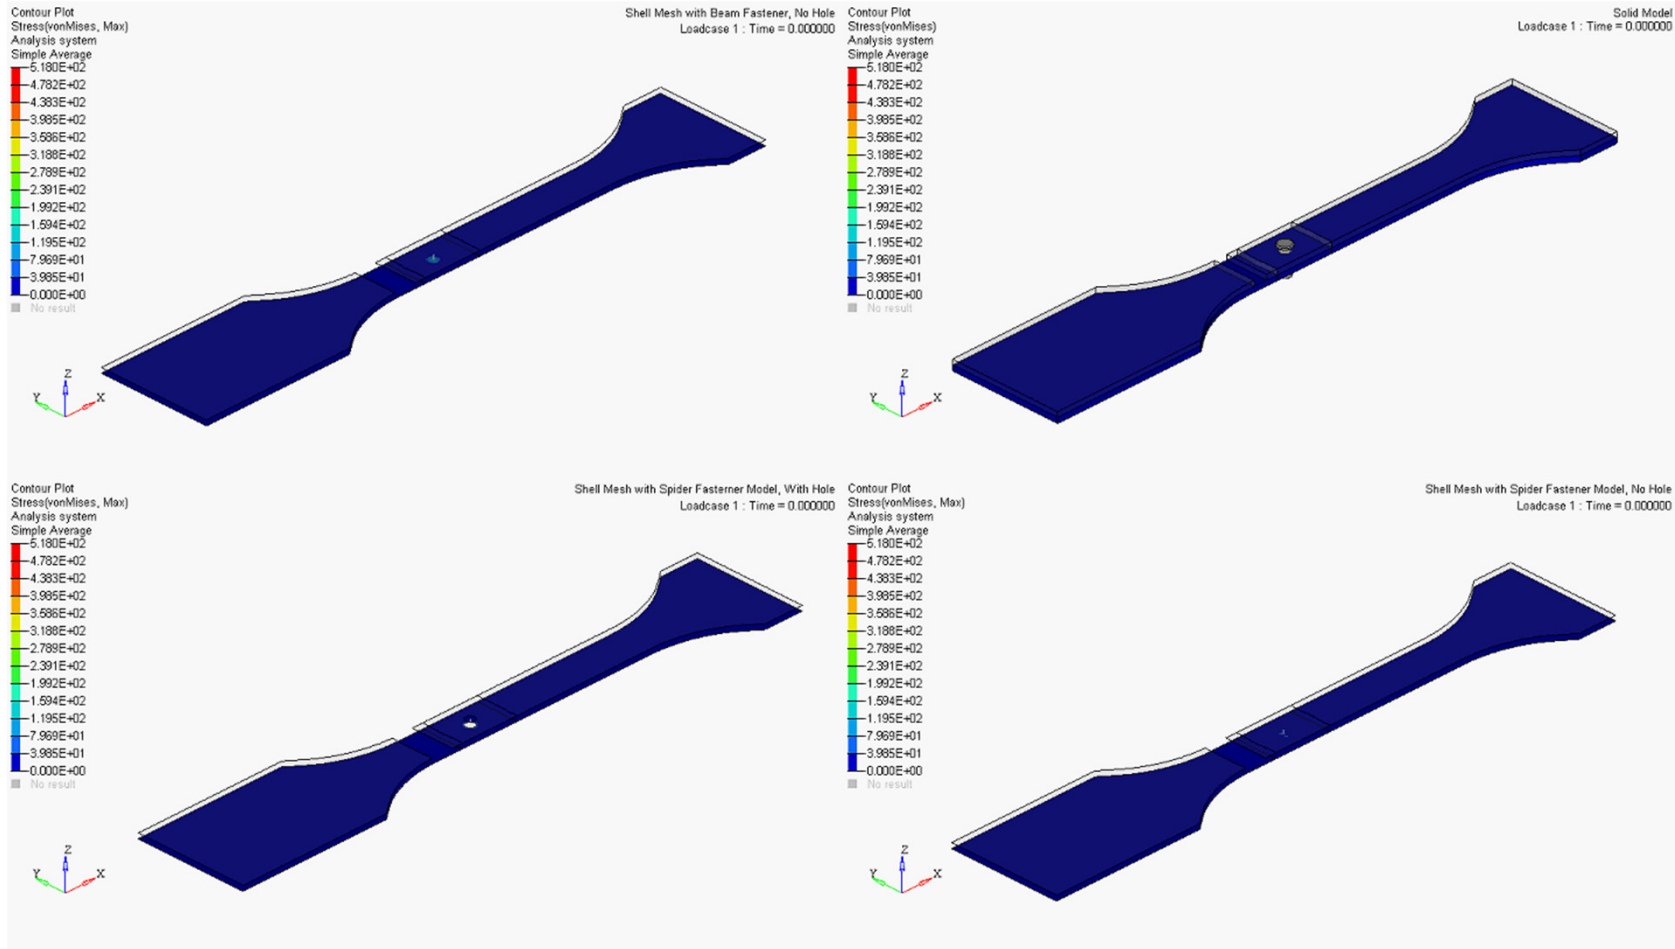 Contour Plot
Stress(vonMises, Max)
Analysis system
Simple Average
5.180E+02
4.782E+02
4.383E+02
3.985E+02
3.586E+02
3.188E+02
2.789E+02
2.391E+02
1.992E+02
1.594E+02
1.195E+02
7.969E+01
3.985E+01
0.000E+00
No result
Shell Mesh with Beam Fastener, No Hole
Loadcase 1 : Time = 0.000000
Z
Y
X
Contour Plot
Stress(vonMises)
Analysis system
Simple Average
5.180E+02
4.782E+02
4.383E+02
3.985E+02
3.586E+02
3.188E+02
2.789E+02
2.391E+02
1.992E+02
1.594E+02
1.195E+02
7.969E+01
3.985E+01
0.000E+00
No result
Solid Model
Loadcase 1 : Time = 0.000000
Z
Y
X
Contour Plot
Stress(vonMises, Max)
Analysis system
Simple Average
5.180E+02
4.782E+02
4.383E+02
3.985E+02
3.586E+02
3.188E+02
2.789E+02
2.391E+02
1.992E+02
1.594E+02
1.195E+02
7.969E+01
3.985E+01
0.000E+00
No result
Shell Mesh with Spider Fasterner Model, With Hole
Loadcase 1 : Time = 0.000000
Z
Y
X
Contour Plot
Stress(vonMises, Max)
Analysis system
Simple Average
5.180E+02
4.782E+02
4.383E+02
3.985E+02
3.586E+02
3.188E+02
2.789E+02
2.391E+02
1.992E+02
1.594E+02
1.195E+02
7.969E+01
3.985E+01
0.000E+00
No result
Shell Mesh with Spider Fastener Model, No Hole
Loadcase 1 : Time = 0.000000
Z
Y
X